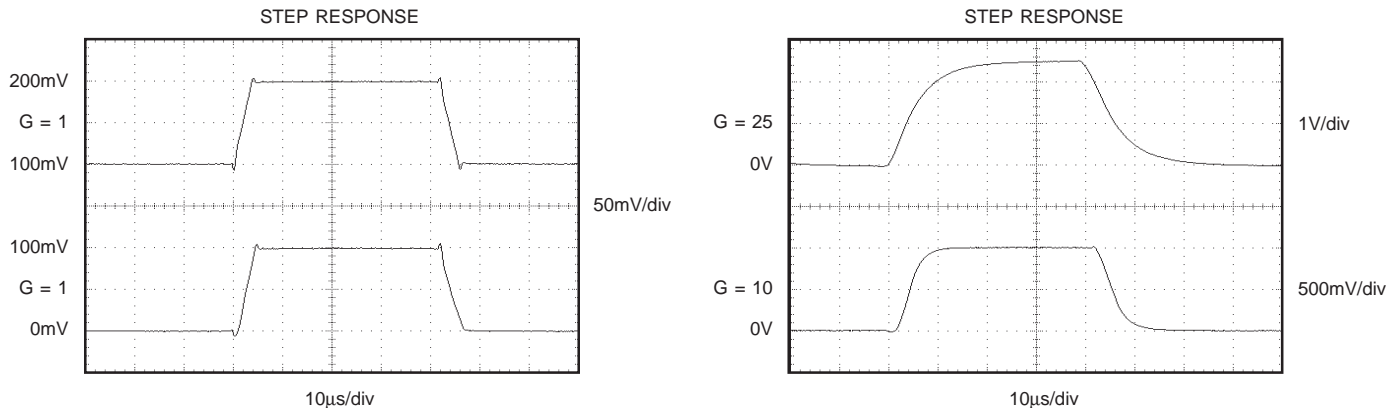 STEP RESPONSE
200mV
G = 1
100mV
50mV/div
100mV
G = 1
0mV
10µs/div
STEP RESPONSE
G = 25
1V/div
0V
G = 10
500mV/div
0V
10µs/div